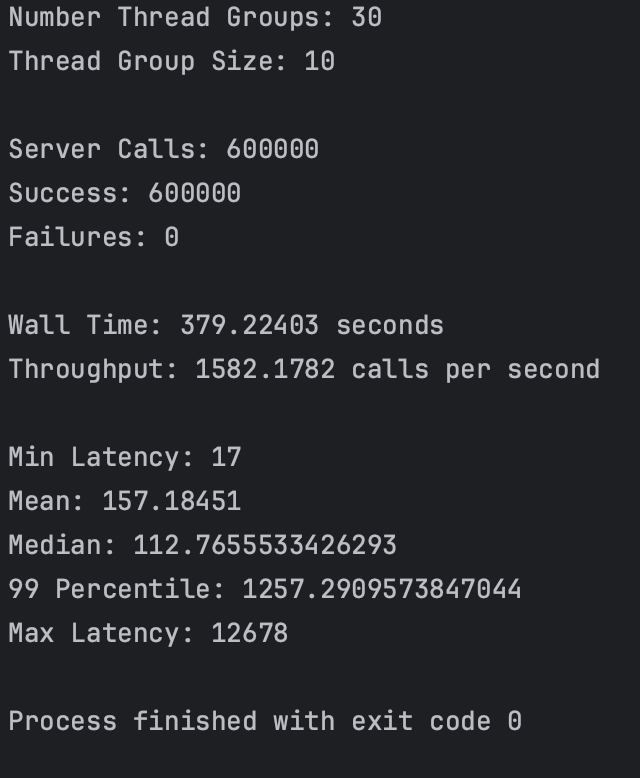 Number Thread Groups: 30
Thread Group Size: 10
Server Calls: 600000
Success: 600000
Failures: 0
Wall Time: 379.22403 seconds
Throughput: 1582.1782 calls per second
Min Latency: 17
Mean: 157.18451
Median: 112.7655533426293
99 Percentile: 1257.2909573847044
Max Latency: 12678
Process finished with exit code 0